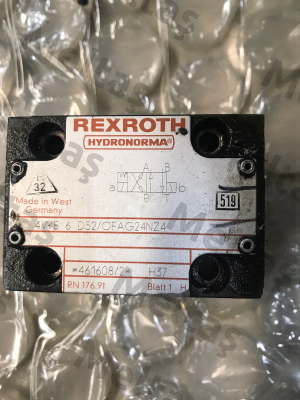 REXROTH
HYDRONORMA®
32
A B
a
P
519
Made in West
Germany
4WE 6 D52/OFAG24NZ4
*461608/2* H37
RN 176.91 Blatt 1 H